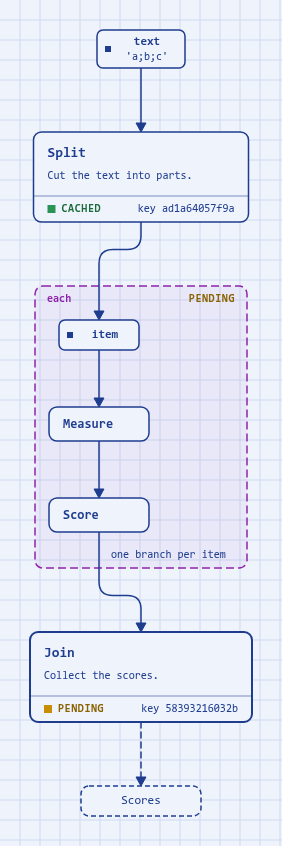 text
'a;b;c'
Split
Cut the text into parts.
CACHED key ad1a64057f9a
each PENDING
item
Measure
Score
one branch per item
Join
Collect the scores.
PENDING key 58393216032b
Scores